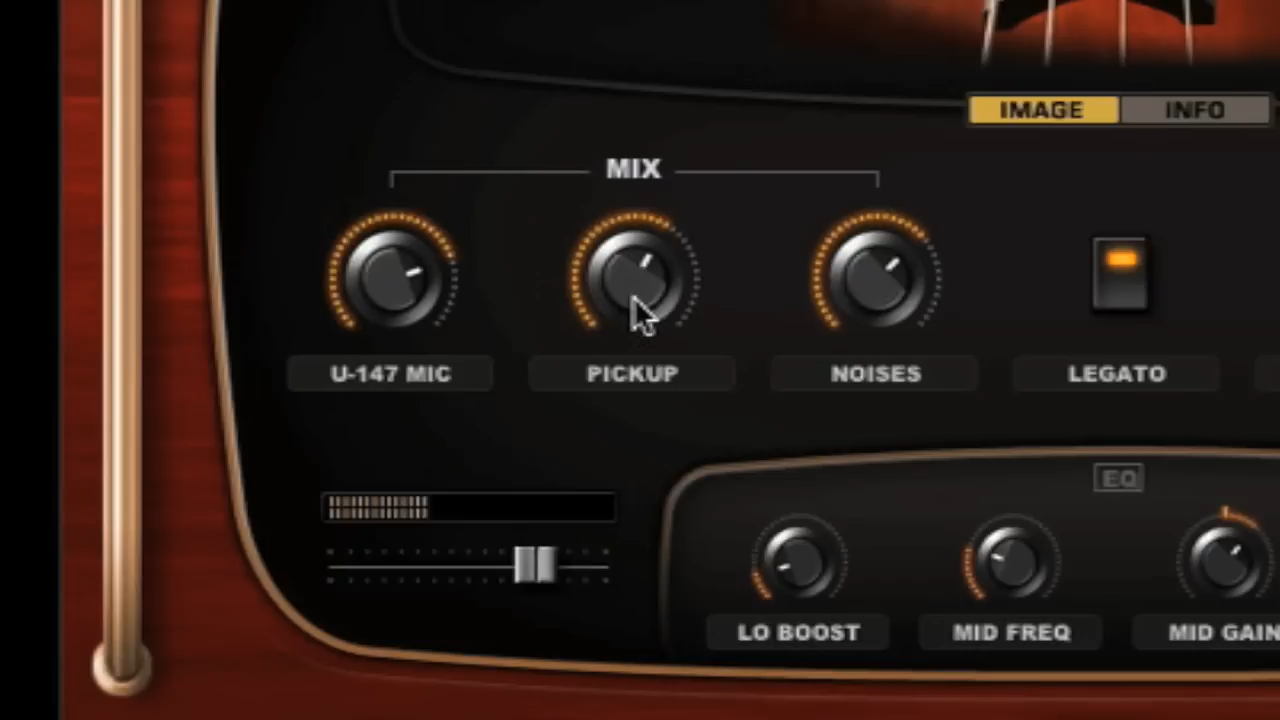 IMAGE INFO
MIX
U-147 MIC PICKUP NOISES LEGATO
EQ
LO BOOST MID FREQ MID GAIN